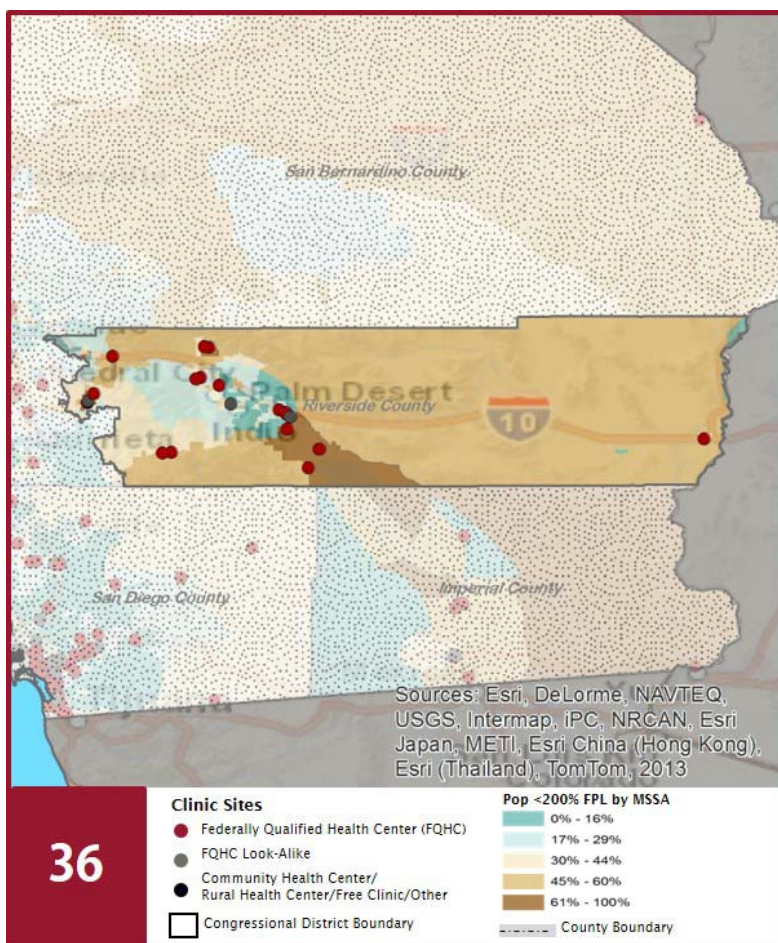 San Bernardino County
edral City
Palm Desert
Riverside County
10
Indio
San Diego County
Imperial County
Sources: Esri, DeLorme, NAVTEQ,
USGS, Intermap, iPC, NRCAN, Esri
Japan, METI, Esri China (Hong Kong),
Esri (Thailand), TomTom, 2013
36
Clinic Sites
Federally Qualified Health Center (FQHC)
FQHC Look-Alike
Community Health Center/
Rural Health Center/Free Clinic/Other
Congressional District Boundary
Pop <200% FPL by MSSA
0% - 16%
17% - 29%
30% - 44%
45% - 60%
61% - 100%
County Boundary